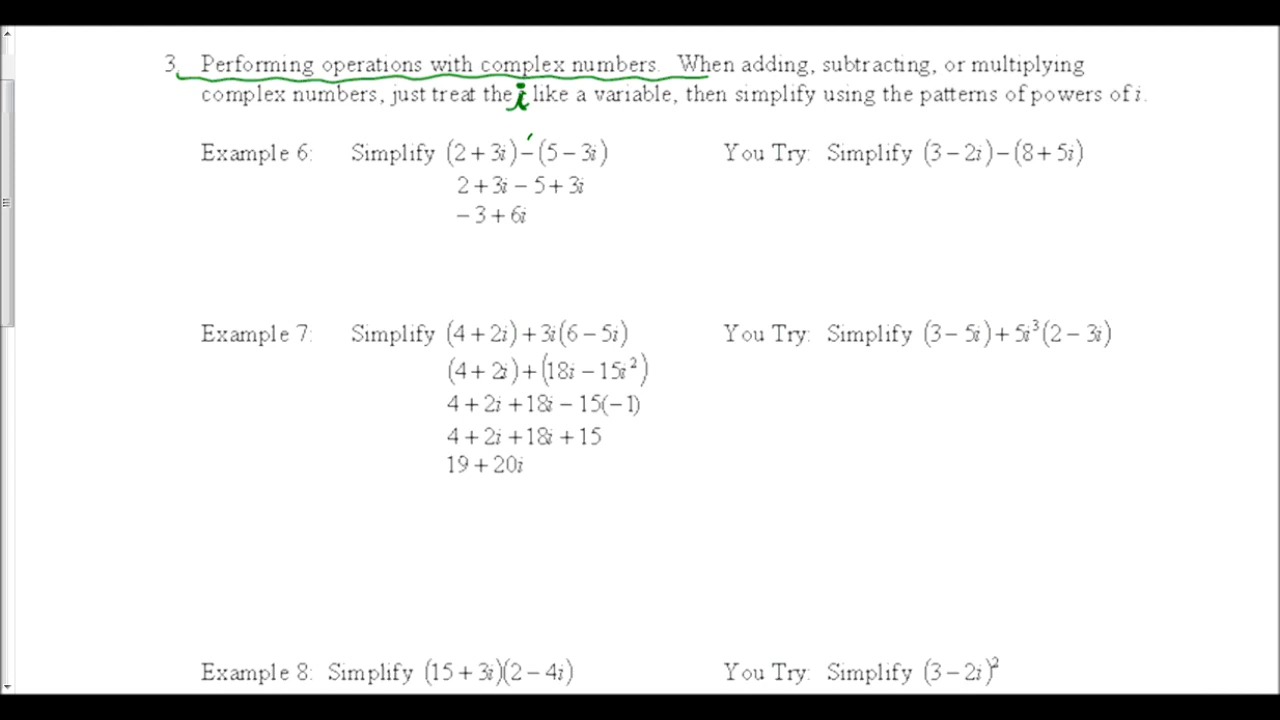 3. Performing operations with complex numbers. When adding, subtracting, or multiplying
complex numbers, just treat the i like a variable, then simplify using the patterns of powers of i.
Example 6: Simplify (2 + 3i) − (5 − 3i)
2 + 3i − 5 + 3i
− 3 + 6i
You Try: Simplify (3 − 2i) − (8 + 5i)
Example 7: Simplify (4 + 2i) + 3i(6 − 5i)
(4 + 2i) + (18i − 15i²)
4 + 2i + 18i − 15(−1)
4 + 2i + 18i + 15
19 + 20i
You Try: Simplify (3 − 5i) + 5i³(2 − 3i)
Example 8: Simplify (15 + 3i)(2 − 4i)
You Try: Simplify (3 − 2i)²